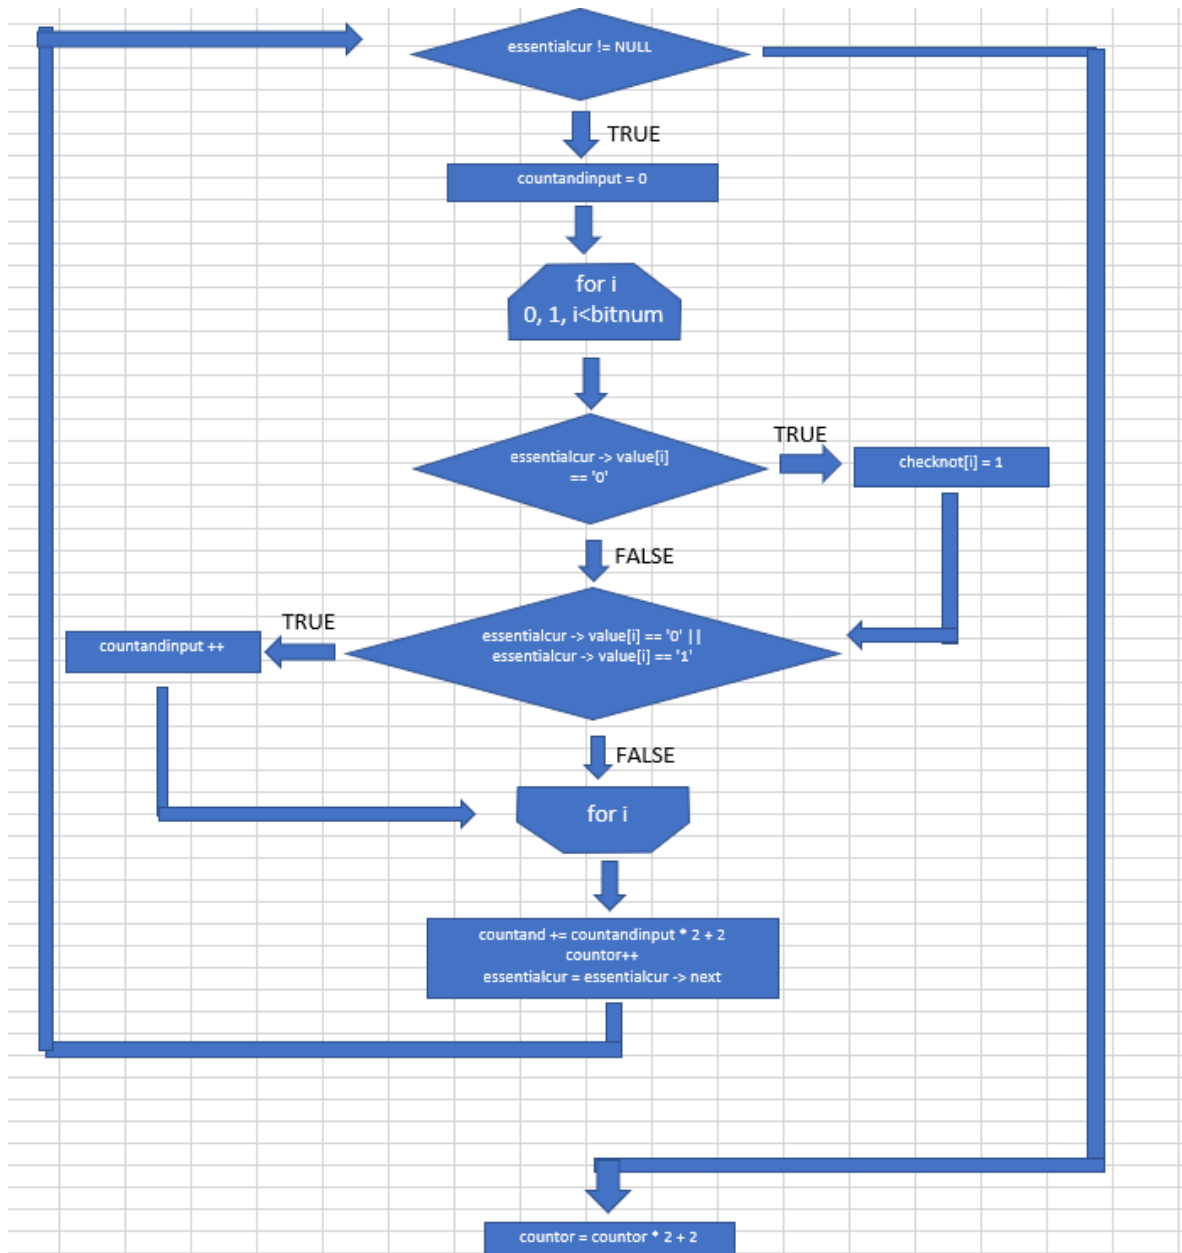 essentialcur != NULL
TRUE
countandinput = 0
for i
0, 1, i<bitnum
TRUE
essentialcur -> value[i]
== '0'
checknot[i] = 1
FALSE
TRUE
essentialcur -> value[i] == '0' ||
essentialcur -> value[i] == '1'
countandinput ++
FALSE
for i
countand += countandinput * 2 + 2
countor++
essentialcur = essentialcur -> next
countor = countor * 2 + 2